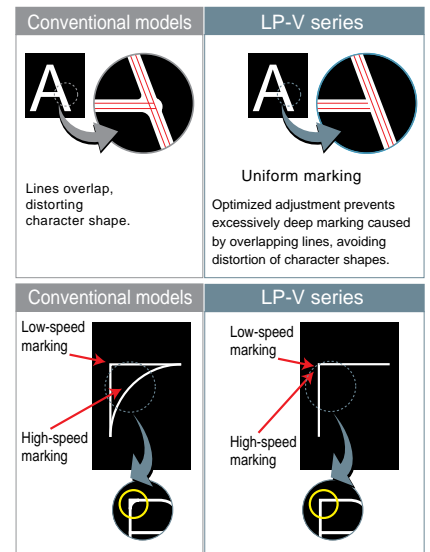 Conventional models
LP-V series
A
A
Lines overlap,
distorting
character shape.
Uniform marking
Optimized adjustment prevents
excessively deep marking caused
by overlapping lines, avoiding
distortion of character shapes.
Conventional models
LP-V series
Low-speed
marking
High-speed
marking
Low-speed
marking
High-speed
marking